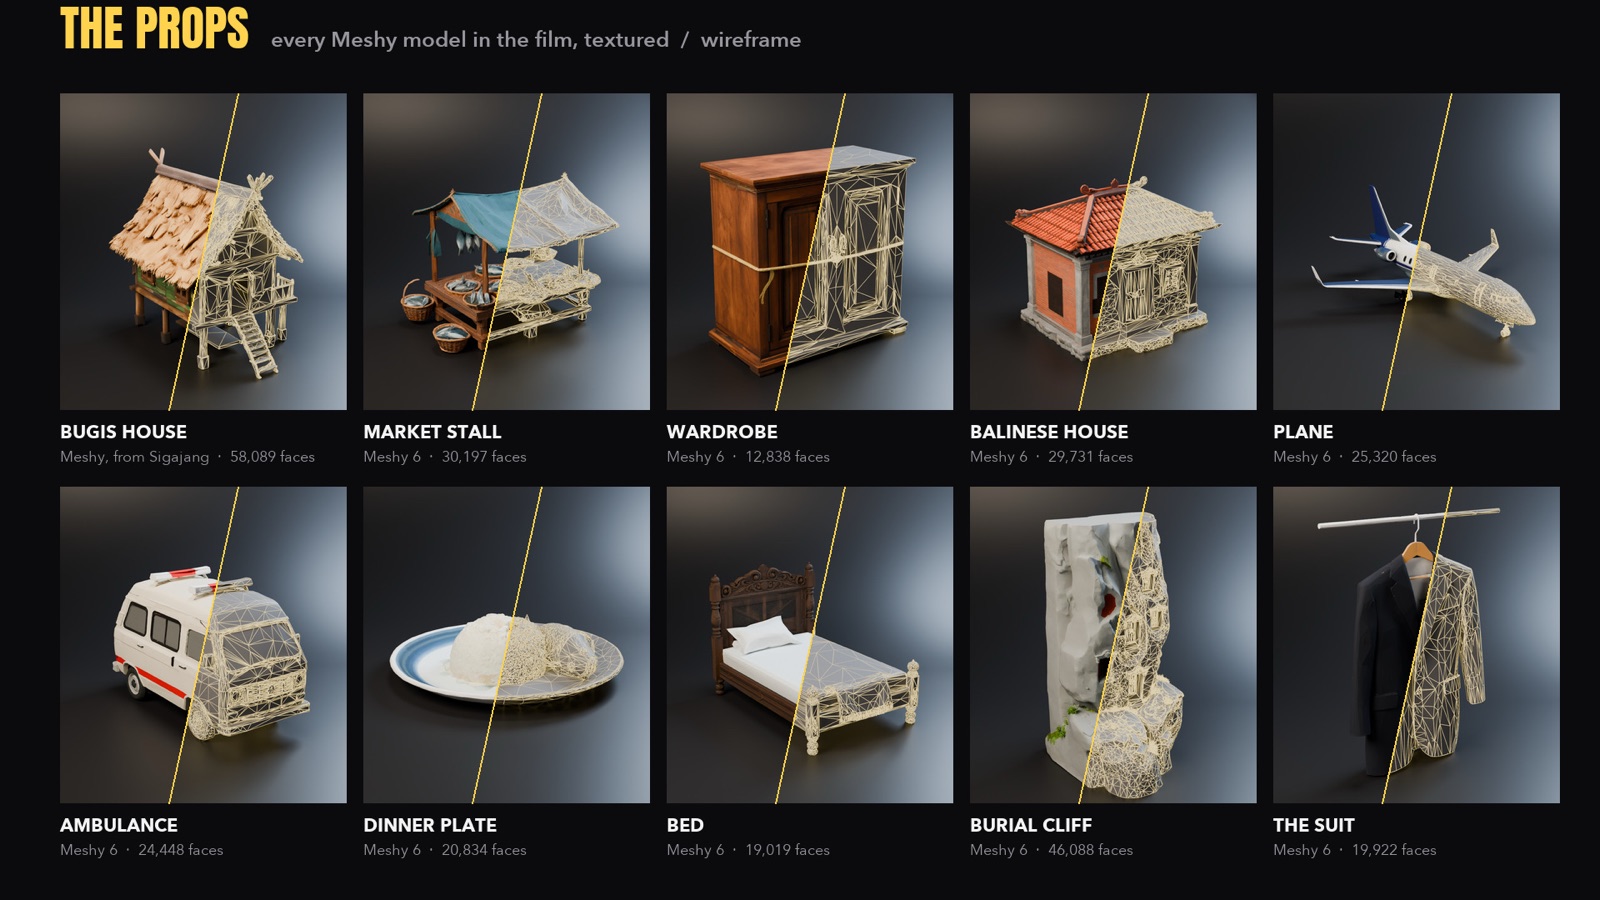 THE PROPS every Meshy model in the film, textured / wireframe
BUGIS HOUSE
Meshy, from Sigajang · 58,089 faces
MARKET STALL
Meshy 6 · 30,197 faces
WARDROBE
Meshy 6 · 12,838 faces
BALINESE HOUSE
Meshy 6 · 29,731 faces
PLANE
Meshy 6 · 25,320 faces
AMBULANCE
Meshy 6 · 24,448 faces
DINNER PLATE
Meshy 6 · 20,834 faces
BED
Meshy 6 · 19,019 faces
BURIAL CLIFF
Meshy 6 · 46,088 faces
THE SUIT
Meshy 6 · 19,922 faces